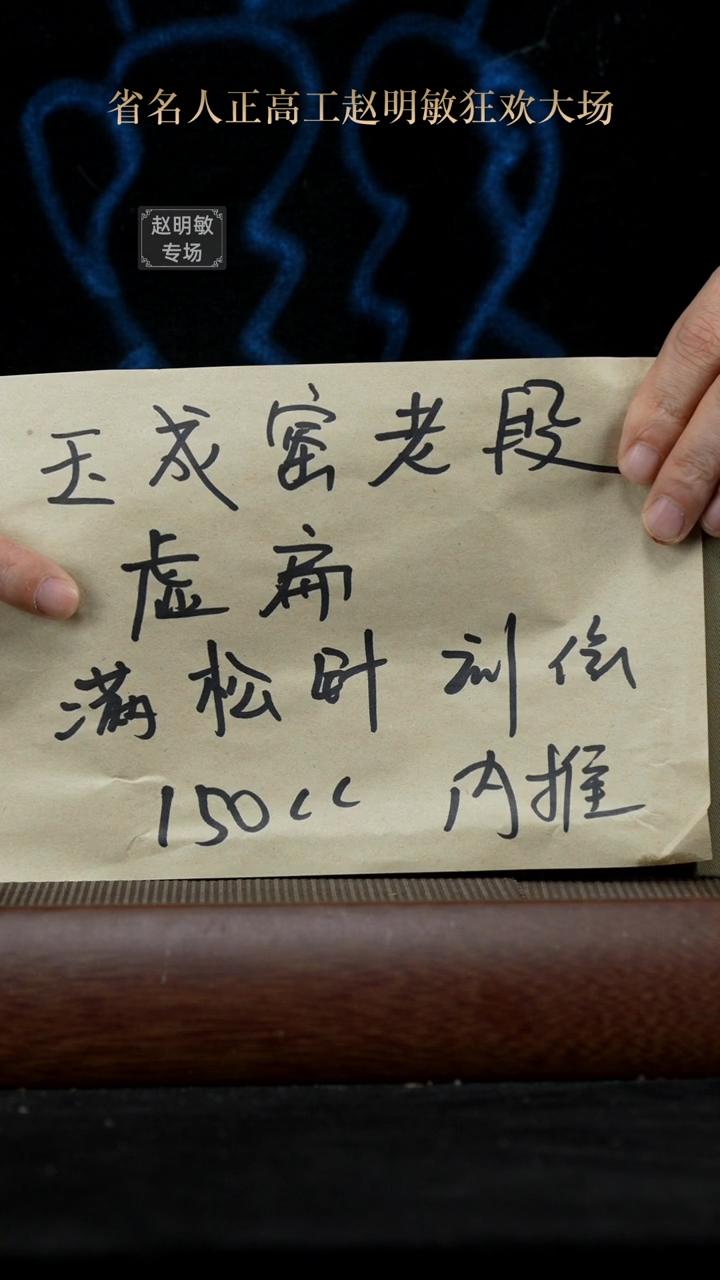 省名人正高工赵明敏狂欢大场
赵明敏
专场
玉成窑老段
虚扁
满松针 刻绘
150cc 内推